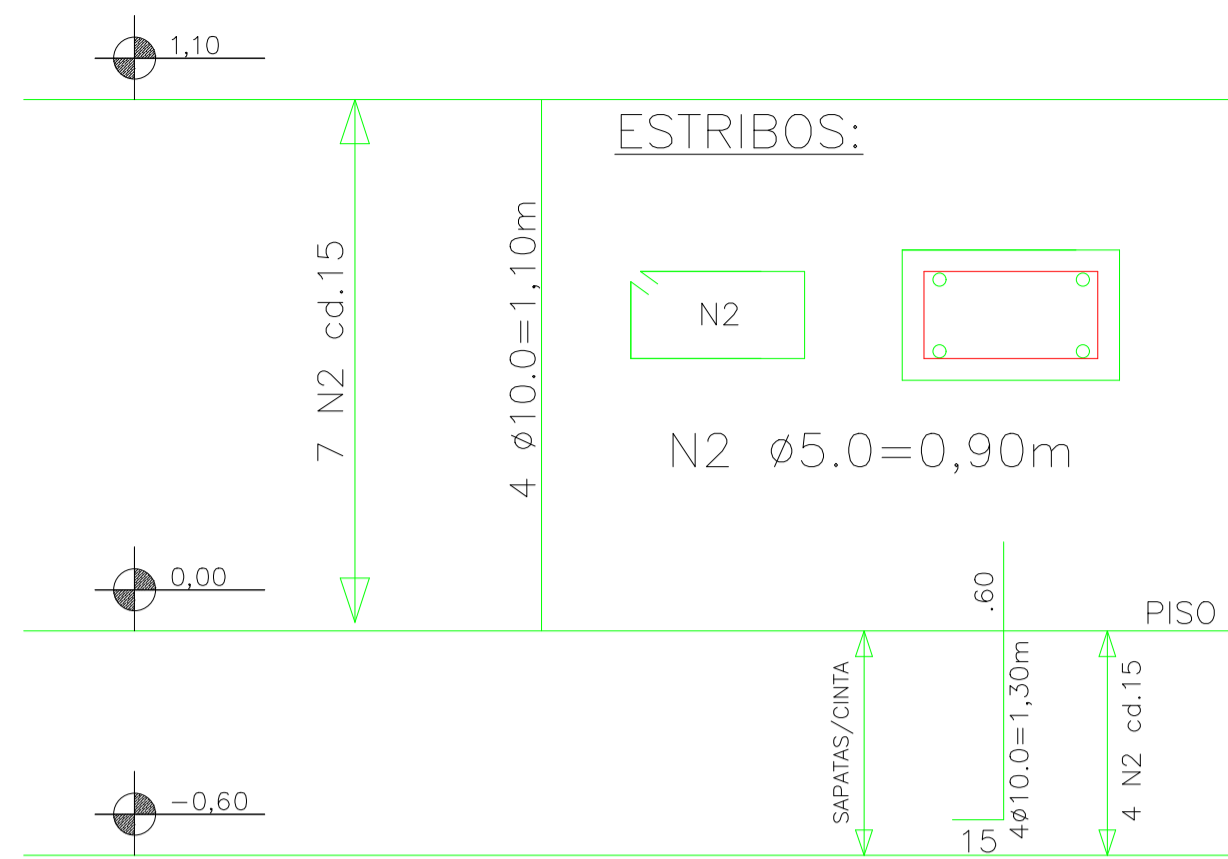 1,10
ESTRIBOS:
7 N2 cd.15
4 ø10.0=1,10m
N2
N2 ø5.0=0,90m
0,00
.60
PISO
SAPATAS/CINTA
4ø10.0=1,30m
4 N2 cd.15
-0,60
15